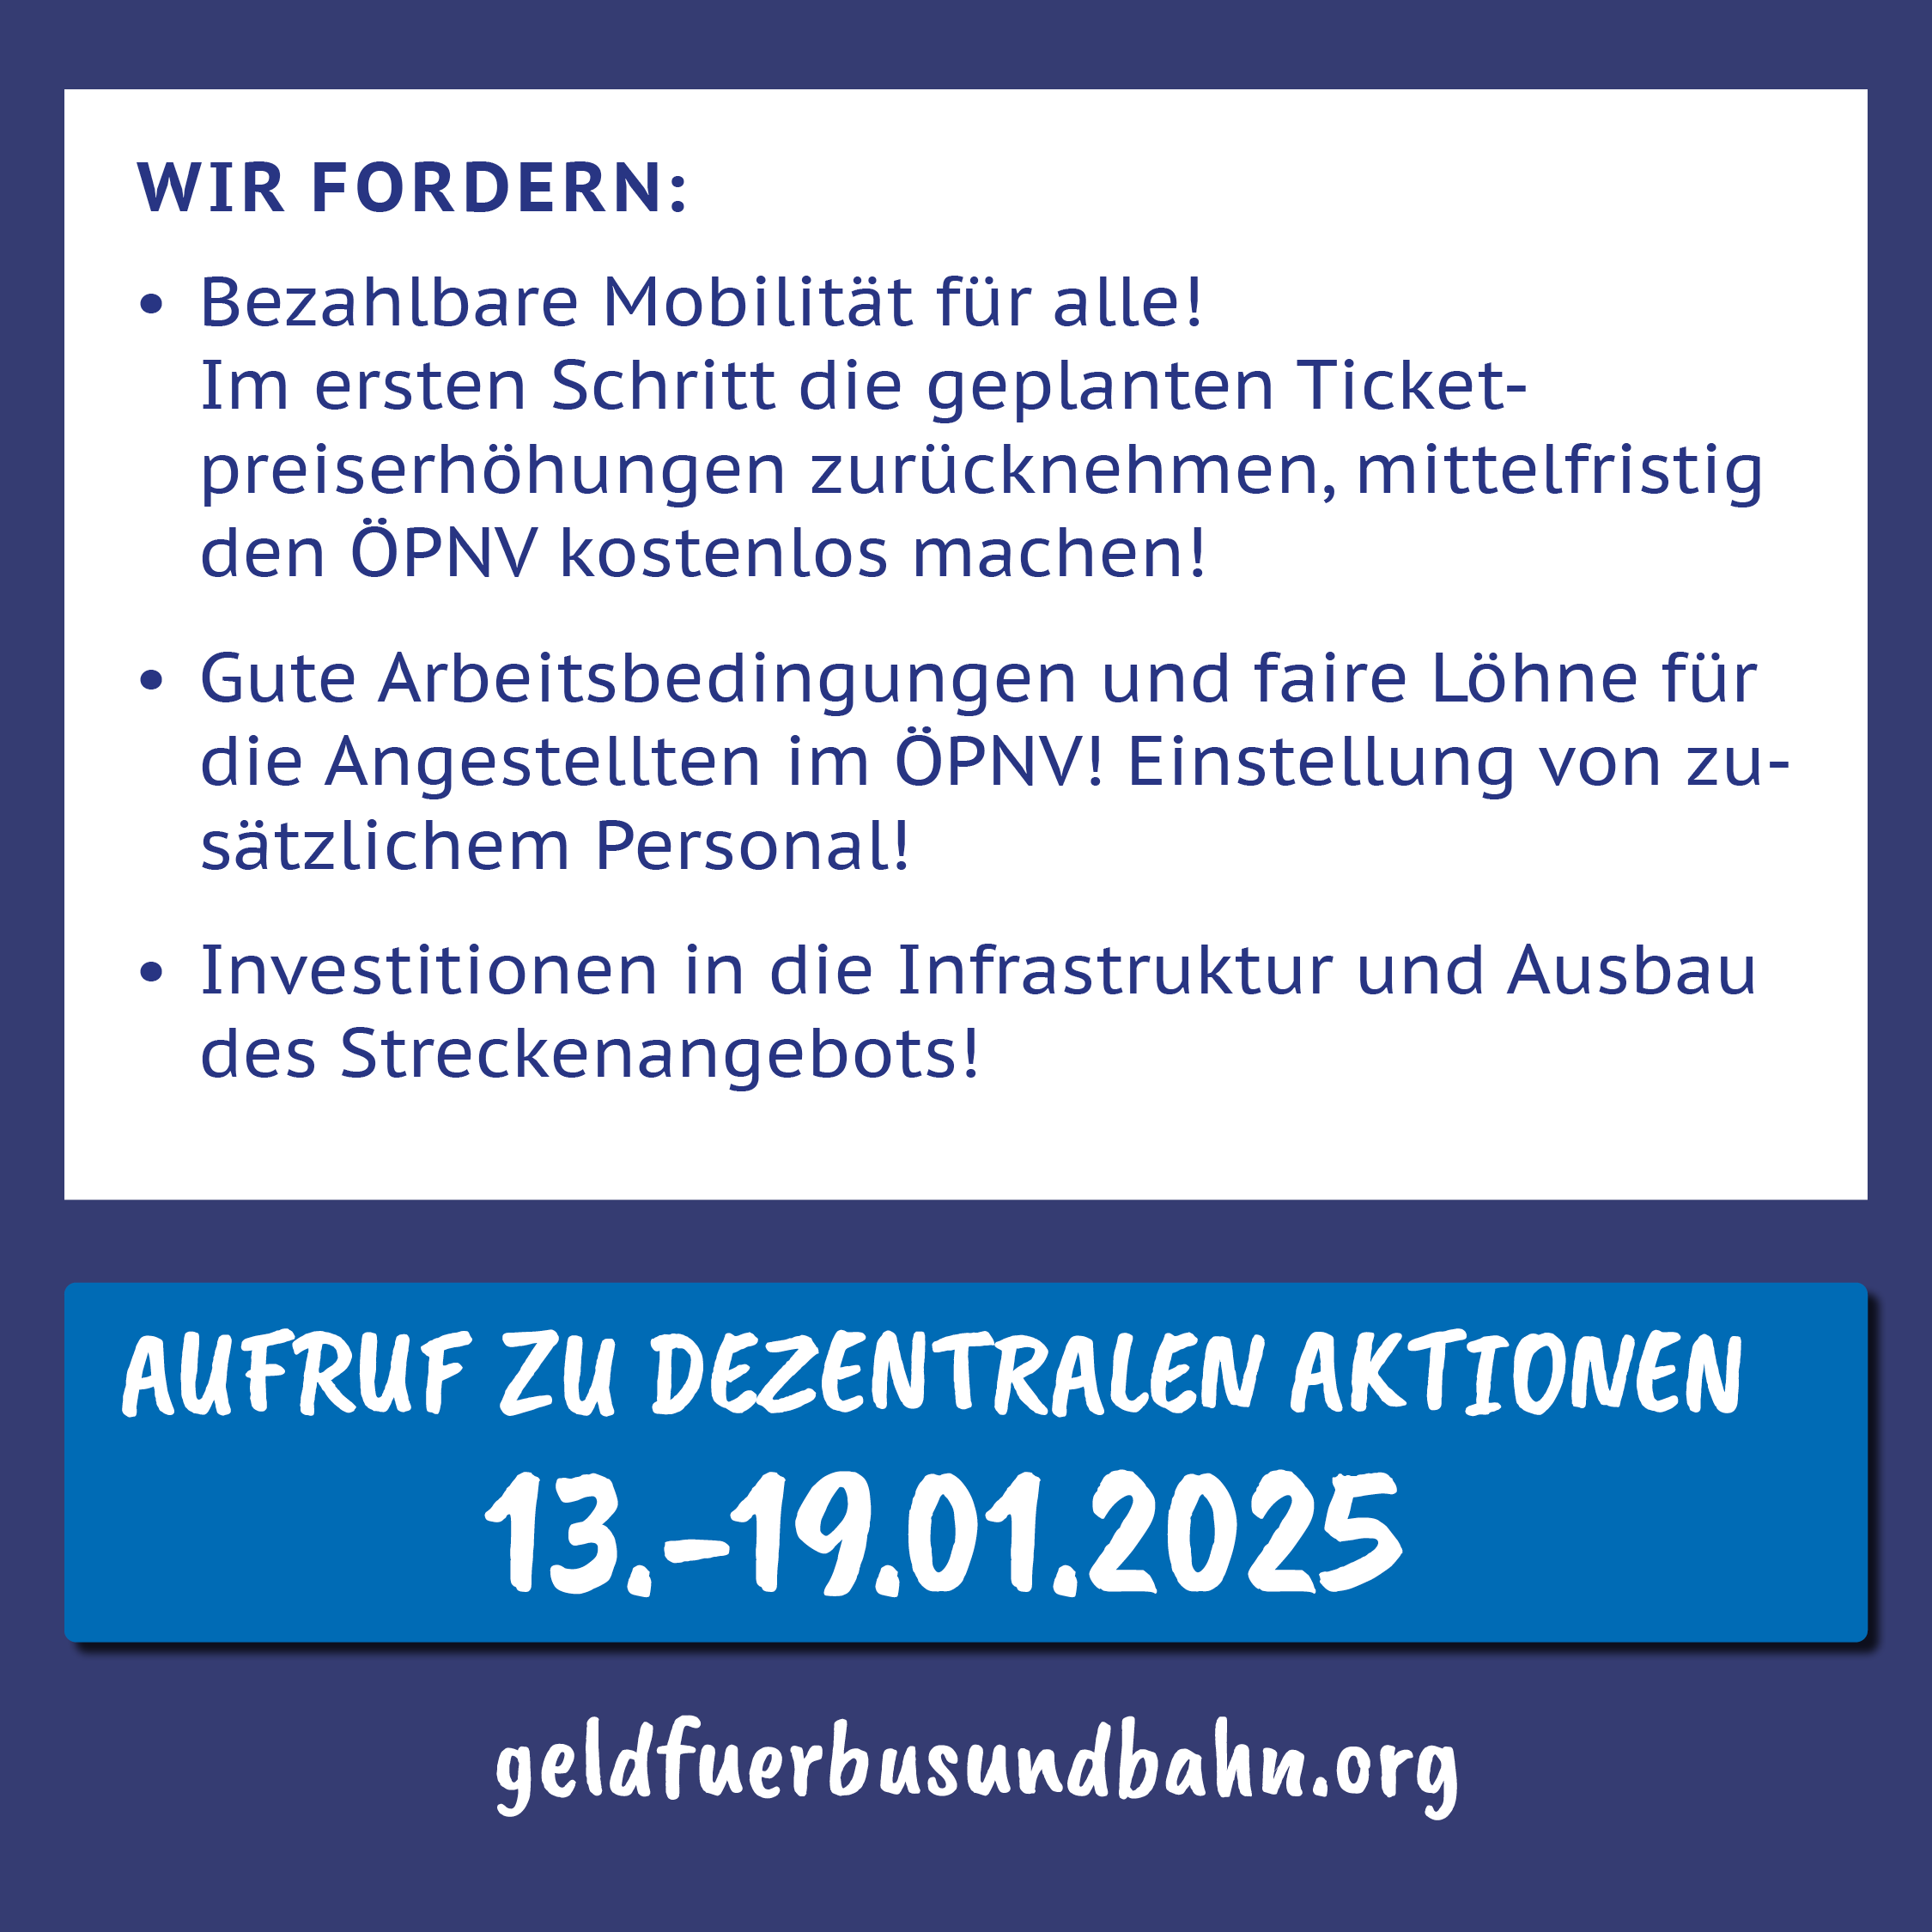 WIR FORDERN:
• Bezahlbare Mobilität für alle!
Im ersten Schritt die geplanten Ticket-
preiserhöhungen zurücknehmen, mittelfristig
den ÖPNV kostenlos machen!
• Gute Arbeitsbedingungen und faire Löhne für
die Angestellten im ÖPNV! Einstellung von zu-
sätzlichem Personal!
• Investitionen in die Infrastruktur und Ausbau
des Streckenangebots!
AUFRUF ZU DEZENTRALEN AKTIONEN
13.–19.01.2025
geldfuerbusundbahn.org